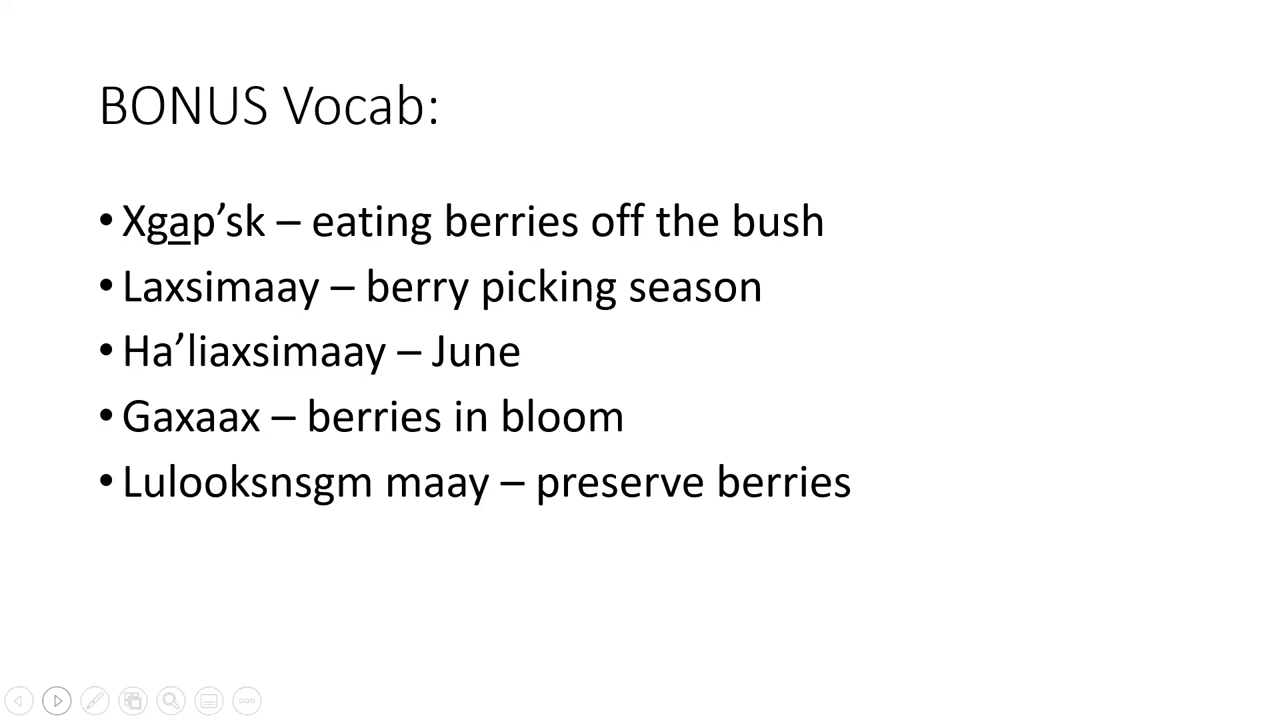 BONUS Vocab:
• Xga̲p’sk – eating berries off the bush
• Laxsimaay – berry picking season
• Ha’liaxsimaay – June
• Gaxaax – berries in bloom
• Lulooksnsgm maay – preserve berries